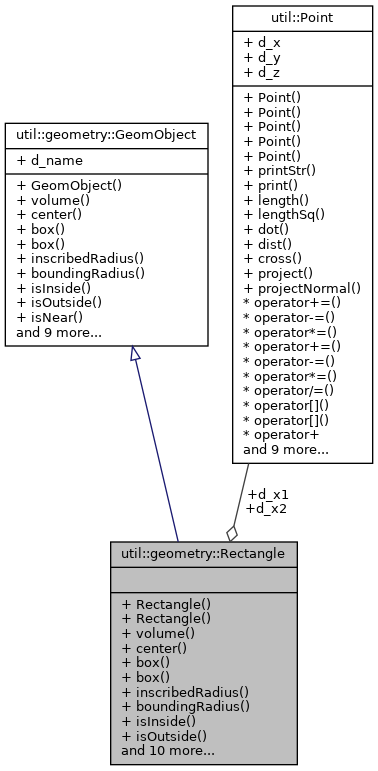 util::Point
+ d_x
+ d_y
+ d_z
+ Point()
+ Point()
+ Point()
+ Point()
+ Point()
+ printStr()
+ print()
+ length()
+ lengthSq()
+ dot()
+ dist()
+ cross()
+ project()
+ projectNormal()
* operator+=()
* operator-=()
* operator*=()
* operator+=()
* operator-=()
* operator*=()
* operator/=()
* operator[]()
* operator[]()
* operator+
and 9 more...
util::geometry::GeomObject
+ d_name
+ GeomObject()
+ volume()
+ center()
+ box()
+ box()
+ inscribedRadius()
+ boundingRadius()
+ isInside()
+ isOutside()
+ isNear()
and 9 more...
+d_x1
+d_x2
util::geometry::Rectangle
+ Rectangle()
+ Rectangle()
+ volume()
+ center()
+ box()
+ box()
+ inscribedRadius()
+ boundingRadius()
+ isInside()
+ isOutside()
and 10 more...